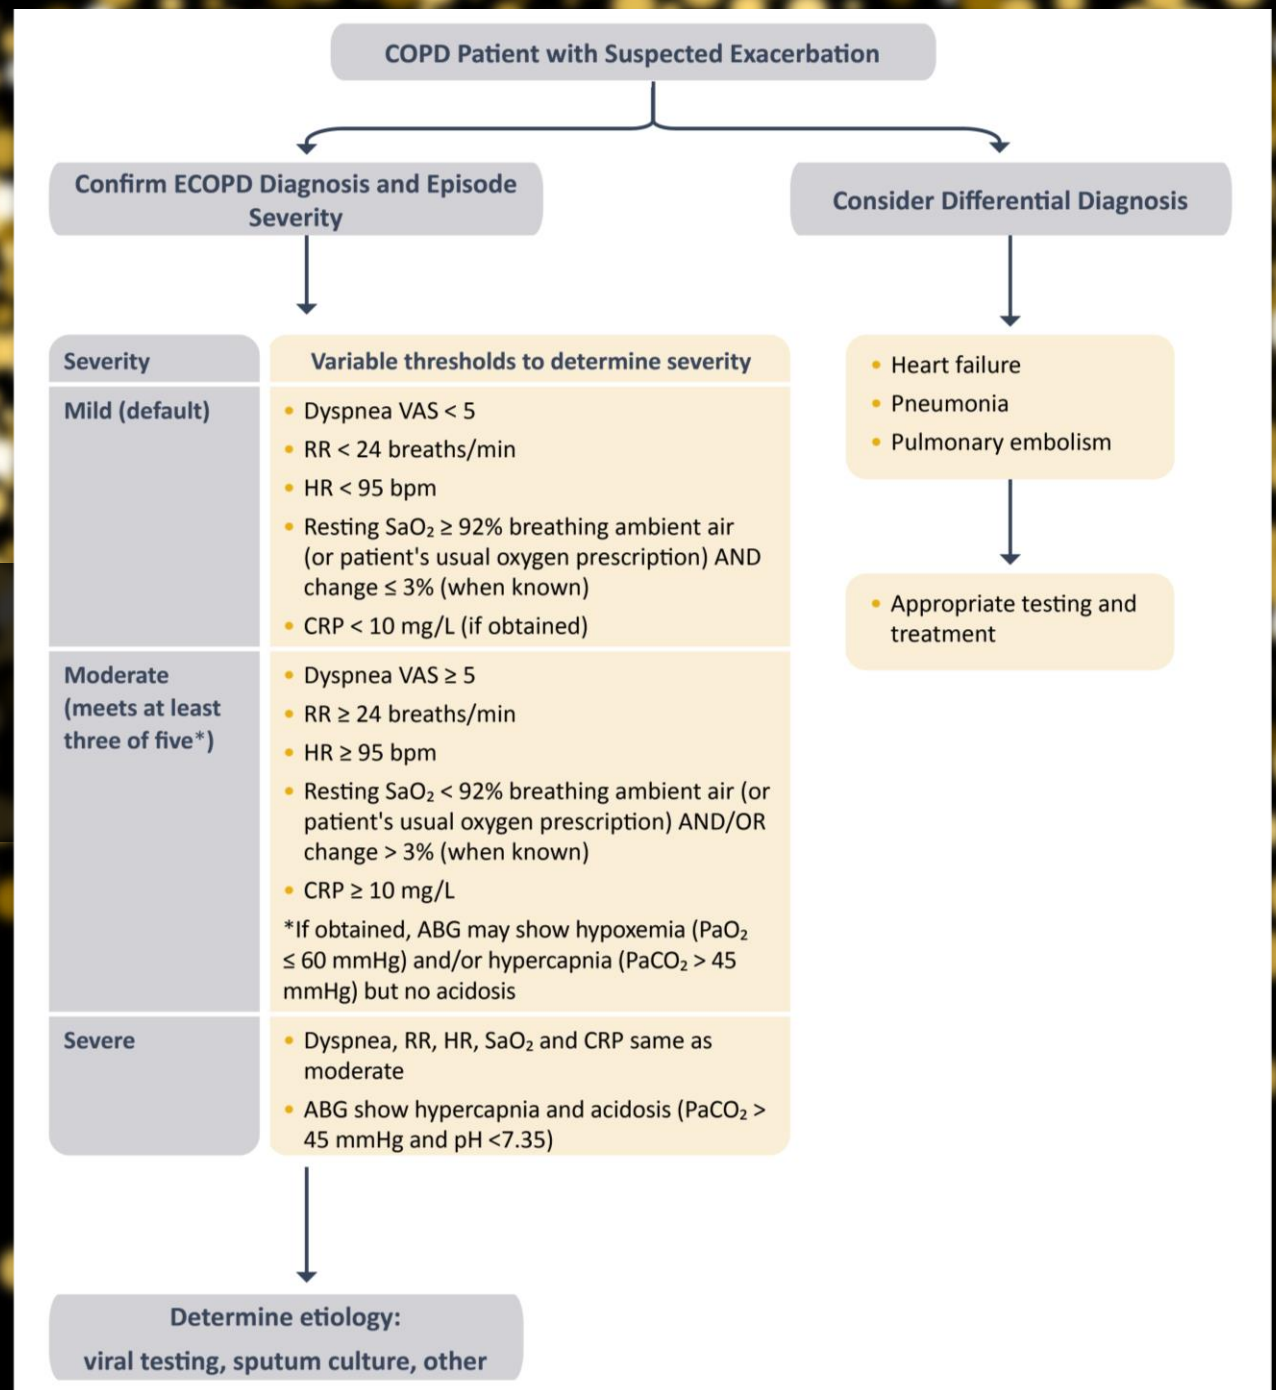 COPD Patient with Suspected Exacerbation
Confirm ECOPD Diagnosis and Episode
Severity
Severity
Variable thresholds to determine severity
Mild (default)
• Dyspnea VAS < 5
• RR < 24 breaths/min
• HR < 95 bpm
• Resting SaO₂ ≥ 92% breathing ambient air
(or patient's usual oxygen prescription) AND
change ≤ 3% (when known)
• CRP < 10 mg/L (if obtained)
Moderate
(meets at least
three of five*)
• Dyspnea VAS ≥ 5
• RR ≥ 24 breaths/min
• HR ≥ 95 bpm
• Resting SaO₂ < 92% breathing ambient air (or
patient's usual oxygen prescription) AND/OR
change > 3% (when known)
• CRP ≥ 10 mg/L
*If obtained, ABG may show hypoxemia (PaO₂
≤ 60 mmHg) and/or hypercapnia (PaCO₂ > 45
mmHg) but no acidosis
Severe
• Dyspnea, RR, HR, SaO₂ and CRP same as
moderate
• ABG show hypercapnia and acidosis (PaCO₂ >
45 mmHg and pH <7.35)
Determine etiology:
viral testing, sputum culture, other
Consider Differential Diagnosis
• Heart failure
• Pneumonia
• Pulmonary embolism
• Appropriate testing and
treatment